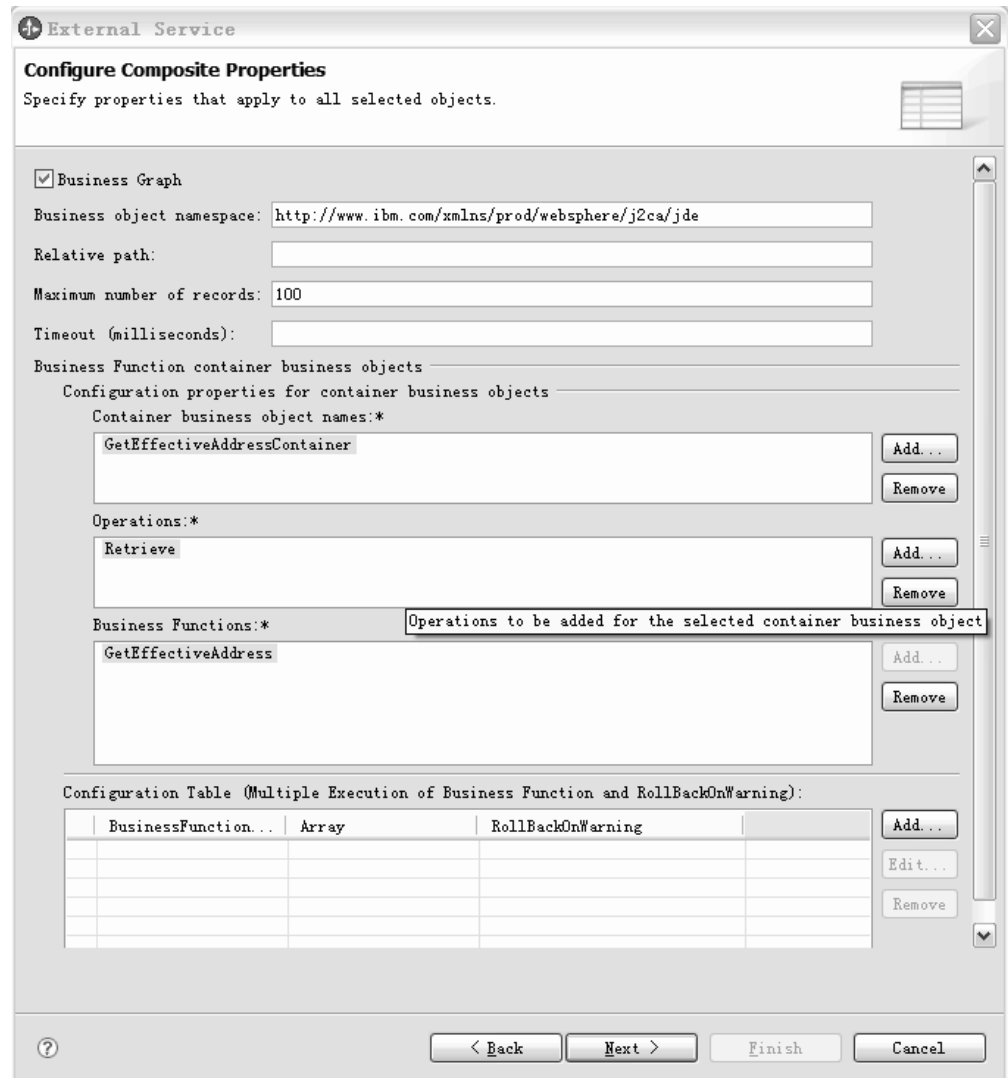 External Service
Configure Composite Properties
Specify properties that apply to all selected objects.
Business Graph
Business object namespace: http://www.ibm.com/xmlns/prod/websphere/j2ca/jde
Relative path:
Maximum number of records: 100
Timeout (milliseconds):
Business Function container business objects
Configuration properties for container business objects
Container business object names:*
GetEffectiveAddressContainer
Add...
Remove
Operations:*
Retrieve
Add...
Remove
Operations to be added for the selected container business object
Business Functions:*
GetEffectiveAddress
Add...
Remove
Configuration Table (Multiple Execution of Business Function and RollBackOnWarning):
BusinessFunction... Array RollBackOnWarning
Add...
Edit...
Remove
< Back Next > Finish Cancel